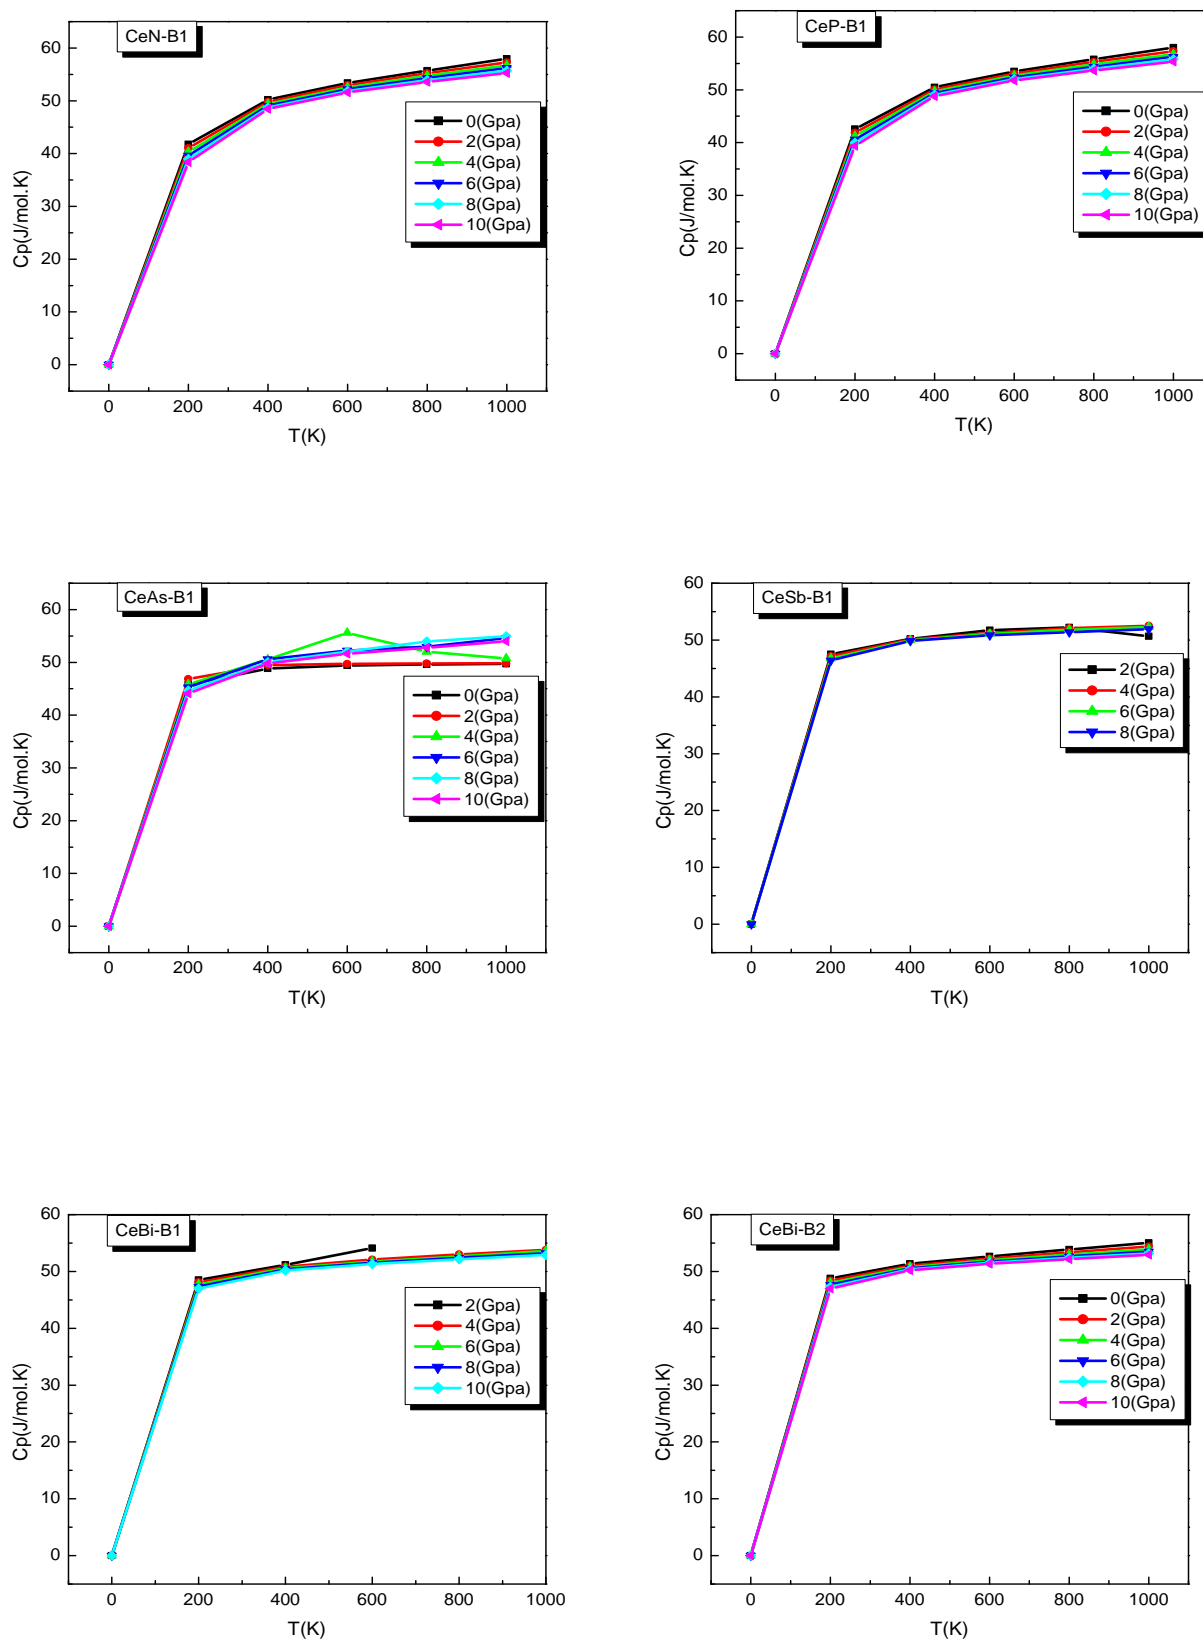 CeN-B1
60
50
40
30
20
10
0
Cp(J/mol.K)
0(Gpa)
2(Gpa)
4(Gpa)
6(Gpa)
8(Gpa)
10(Gpa)
0 200 400 600 800 1000
T(K)
CeP-B1
60
50
40
30
20
10
0
Cp(J/mol.K)
0(Gpa)
2(Gpa)
4(Gpa)
6(Gpa)
8(Gpa)
10(Gpa)
0 200 400 600 800 1000
T(K)
CeAs-B1
60
50
40
30
20
10
0
Cp(J/mol.K)
0(Gpa)
2(Gpa)
4(Gpa)
6(Gpa)
8(Gpa)
10(Gpa)
0 200 400 600 800 1000
T(K)
CeSb-B1
60
50
40
30
20
10
0
Cp(J/mol.K)
2(Gpa)
4(Gpa)
6(Gpa)
8(Gpa)
0 200 400 600 800 1000
T(K)
CeBi-B1
60
50
40
30
20
10
0
Cp(J/mol.K)
2(Gpa)
4(Gpa)
6(Gpa)
8(Gpa)
10(Gpa)
0 200 400 600 800 1000
T(K)
CeBi-B2
60
50
40
30
20
10
0
Cp(J/mol.K)
0(Gpa)
2(Gpa)
4(Gpa)
6(Gpa)
8(Gpa)
10(Gpa)
0 200 400 600 800 1000
T(K)